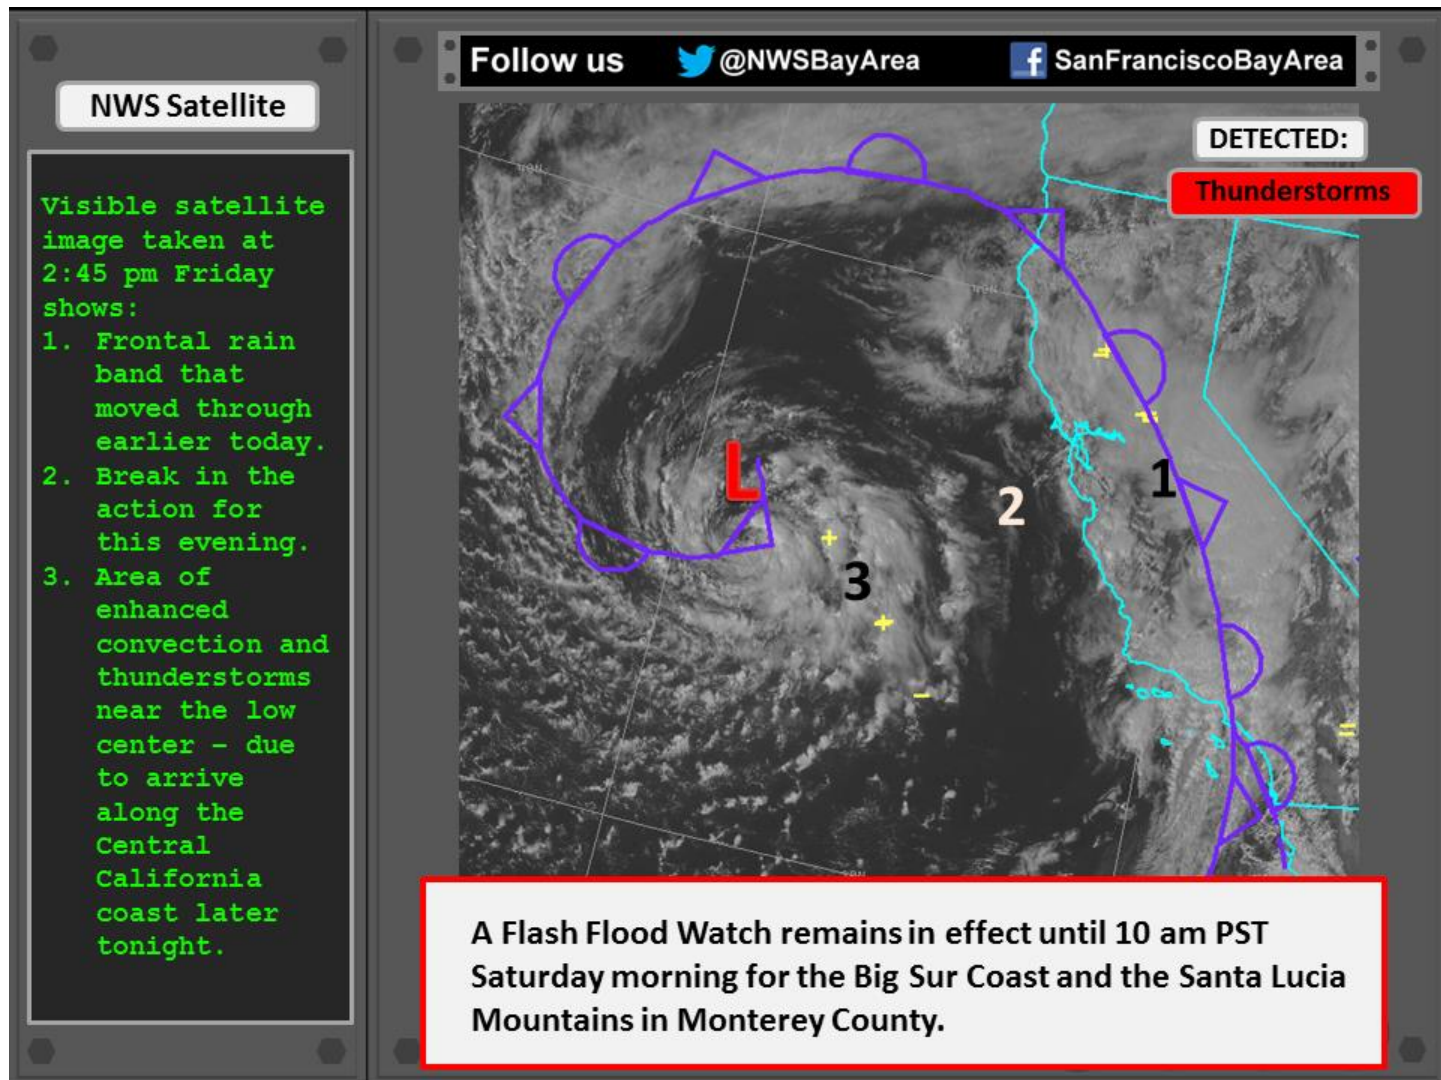 Follow us @NWSBayArea SanFranciscoBayArea
NWS Satellite
DETECTED:
Thunderstorms
Visible satellite
image taken at
2:45 pm Friday
shows:
1. Frontal rain
band that
moved through
earlier today.
2. Break in the
action for
this evening.
3. Area of
enhanced
convection and
thunderstorms
near the low
center – due
to arrive
along the
Central
California
coast later
tonight.
L
1
2
3
A Flash Flood Watch remains in effect until 10 am PST
Saturday morning for the Big Sur Coast and the Santa Lucia
Mountains in Monterey County.